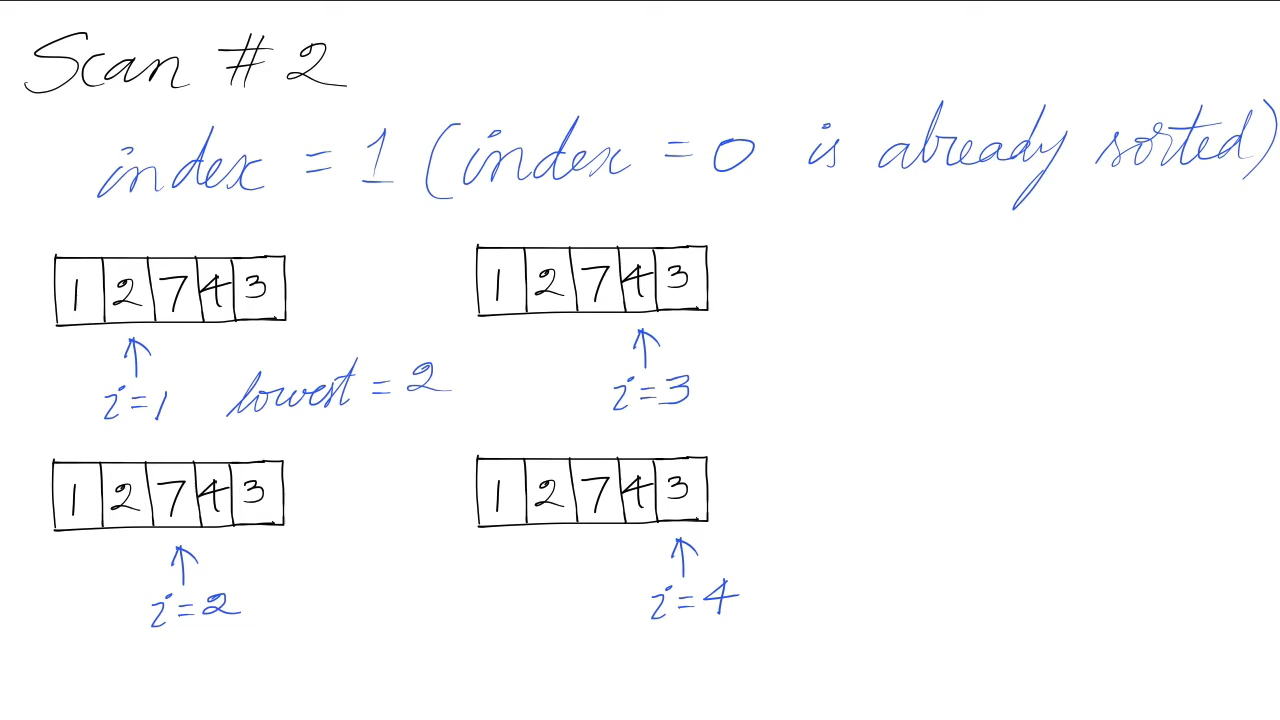 Scan # 2
index = 1 (index = 0 is already sorted)
1 2 7 4 3
i=1 lowest = 2
1 2 7 4 3
i=2
1 2 7 4 3
i=3
1 2 7 4 3
i=4